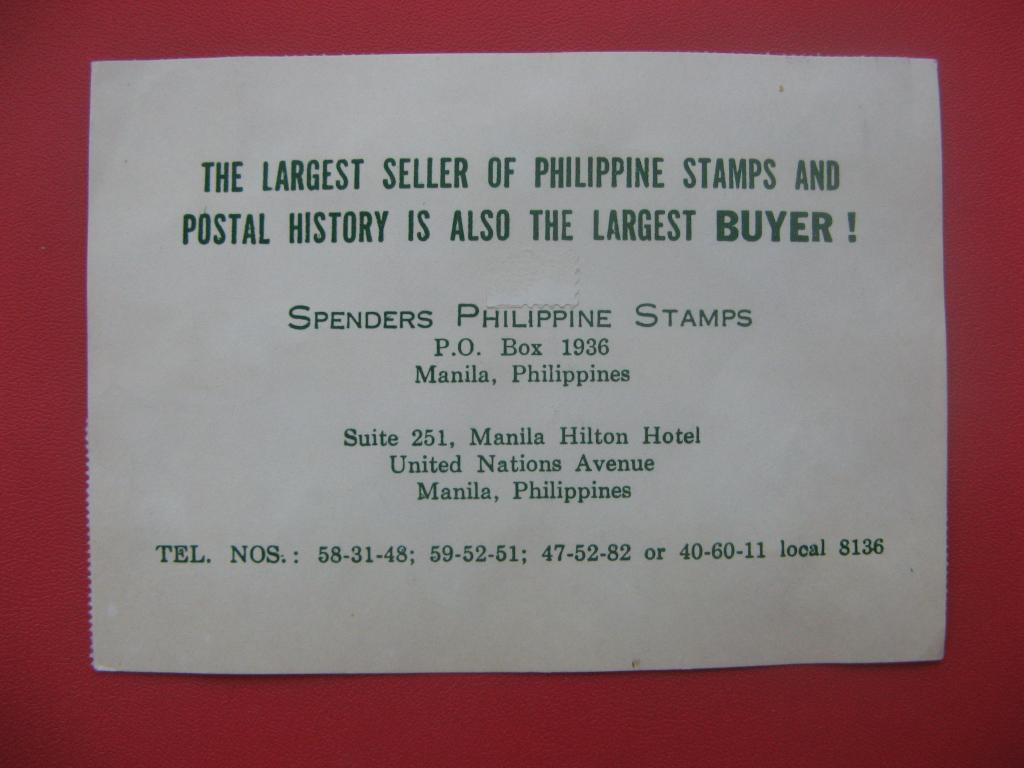 THE LARGEST SELLER OF PHILIPPINE STAMPS AND
POSTAL HISTORY IS ALSO THE LARGEST BUYER !
SPENDERS PHILIPPINE STAMPS
P.O. Box 1936
Manila, Philippines
Suite 251, Manila Hilton Hotel
United Nations Avenue
Manila, Philippines
TEL. NOS.: 58-31-48; 59-52-51; 47-52-82 or 40-60-11 local 8136